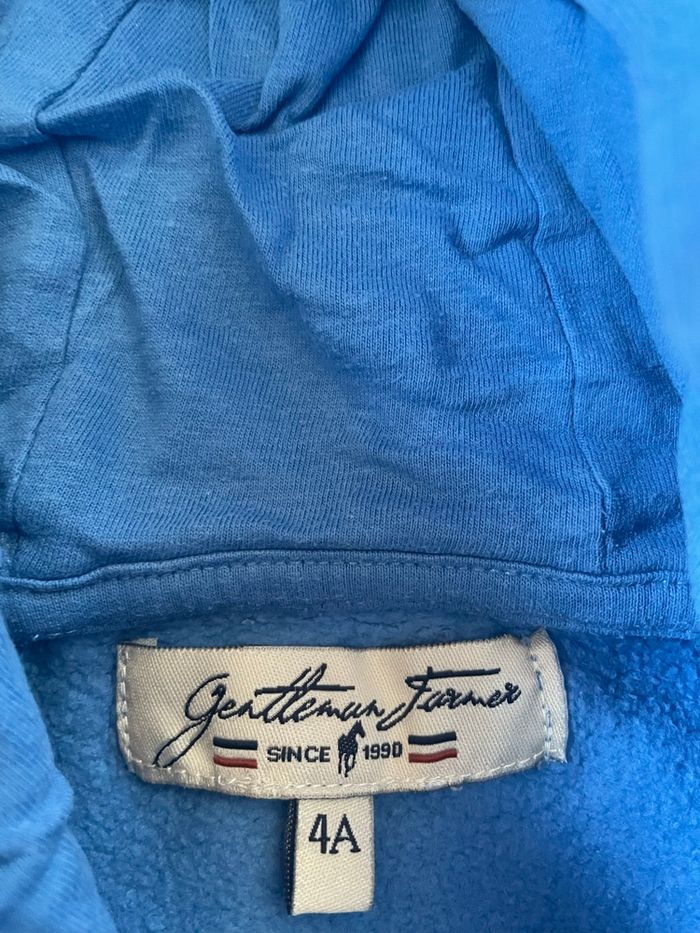 Gentleman Farmer
SINCE 1990
4A